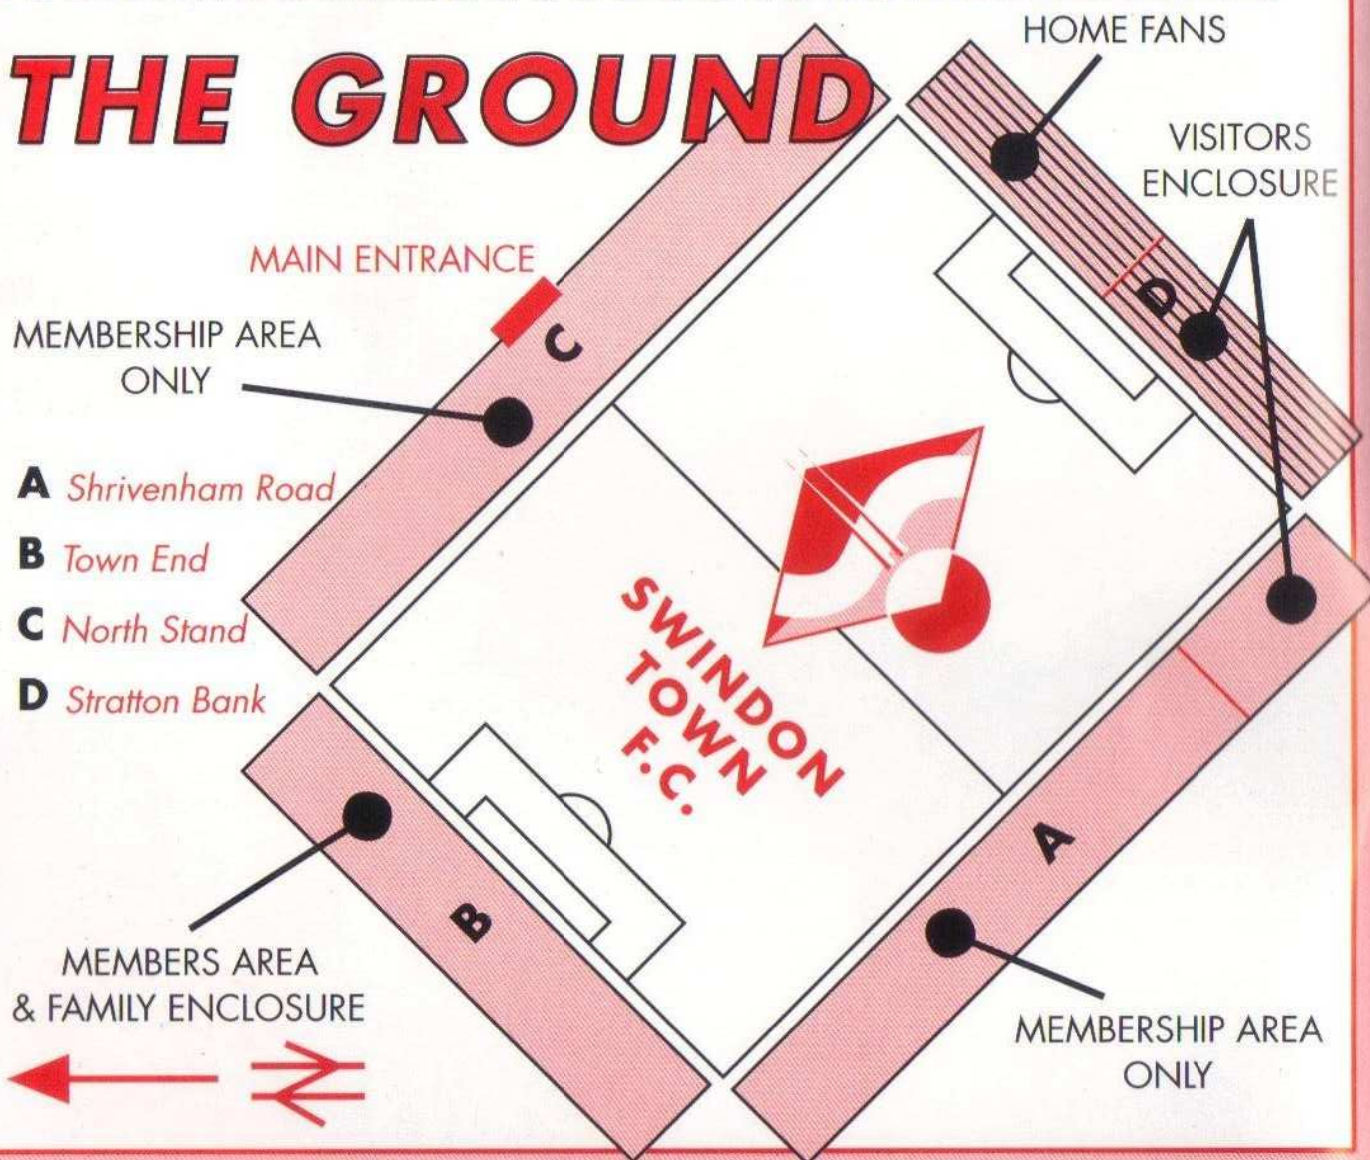 THE GROUND
HOME FANS
VISITORS
ENCLOSURE
MAIN ENTRANCE
MEMBERSHIP AREA
ONLY
C
D
A Shrivenham Road
B Town End
C North Stand
D Stratton Bank
SWINDON
TOWN
F.C.
A
B
MEMBERS AREA
& FAMILY ENCLOSURE
MEMBERSHIP AREA
ONLY